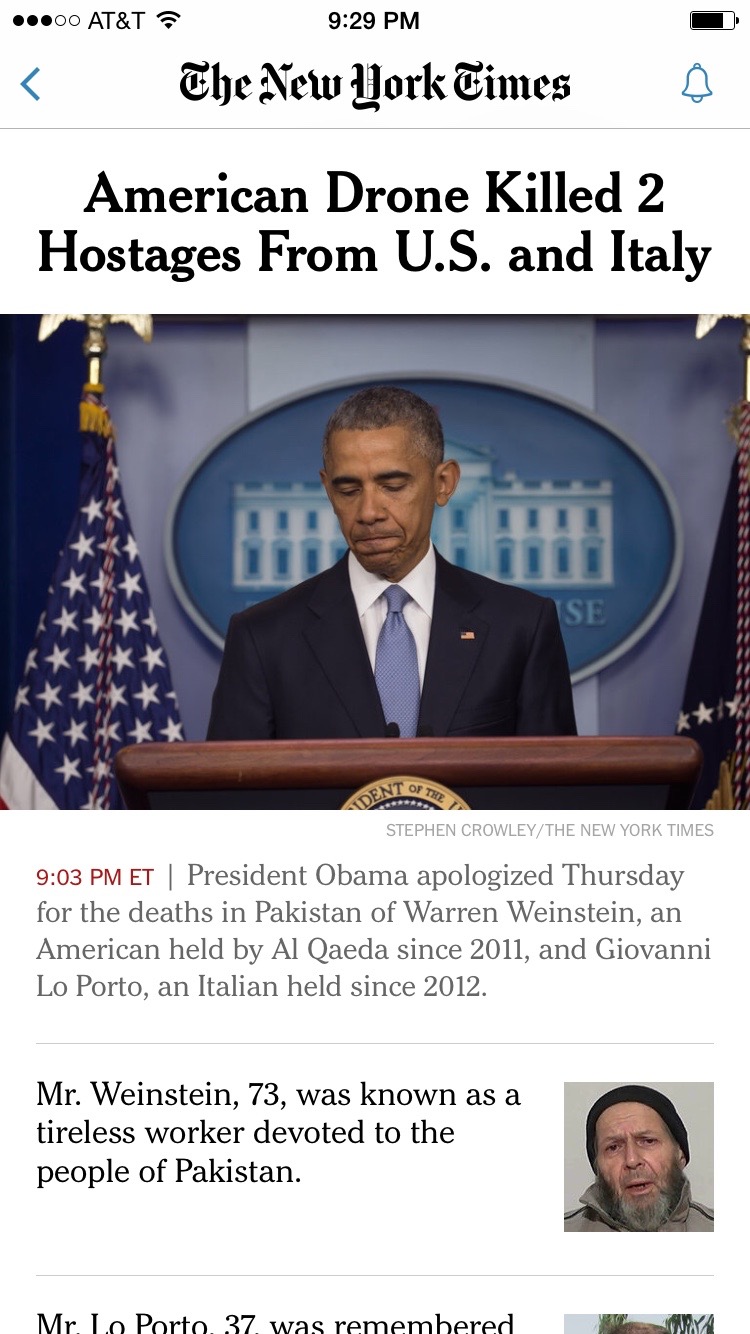 AT&T 9:29 PM
The New York Times
American Drone Killed 2
Hostages From U.S. and Italy
SE
IDENT OF THE
STEPHEN CROWLEY/THE NEW YORK TIMES
9:03 PM ET | President Obama apologized Thursday
for the deaths in Pakistan of Warren Weinstein, an
American held by Al Qaeda since 2011, and Giovanni
Lo Porto, an Italian held since 2012.
Mr. Weinstein, 73, was known as a
tireless worker devoted to the
people of Pakistan.
Mr. Lo Porto, 37, was remembered